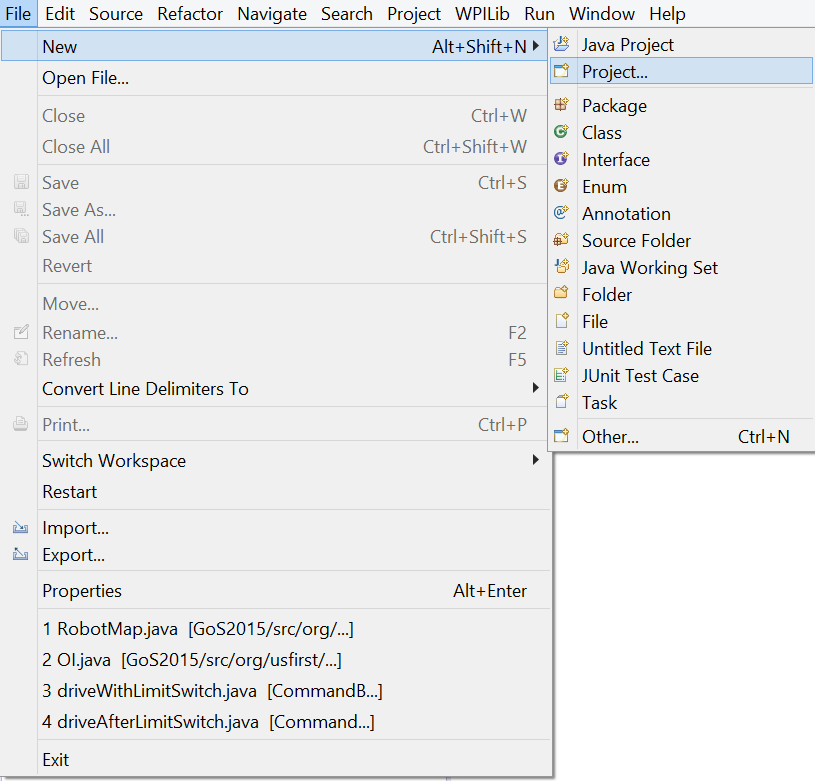 File Edit Source Refactor Navigate Search Project WPILib Run Window Help
New Alt+Shift+N
Open File...
Close Ctrl+W
Close All Ctrl+Shift+W
Save Ctrl+S
Save As...
Save All Ctrl+Shift+S
Revert
Move...
Rename... F2
Refresh F5
Convert Line Delimiters To
Print... Ctrl+P
Switch Workspace
Restart
Import...
Export...
Properties Alt+Enter
1 RobotMap.java [GoS2015/src/org/...]
2 OI.java [GoS2015/src/org/usfirst/...]
3 driveWithLimitSwitch.java [CommandB...]
4 driveAfterLimitSwitch.java [Command...]
Exit
Java Project
Project...
Package
Class
Interface
Enum
Annotation
Source Folder
Java Working Set
Folder
File
Untitled Text File
JUnit Test Case
Task
Other... Ctrl+N